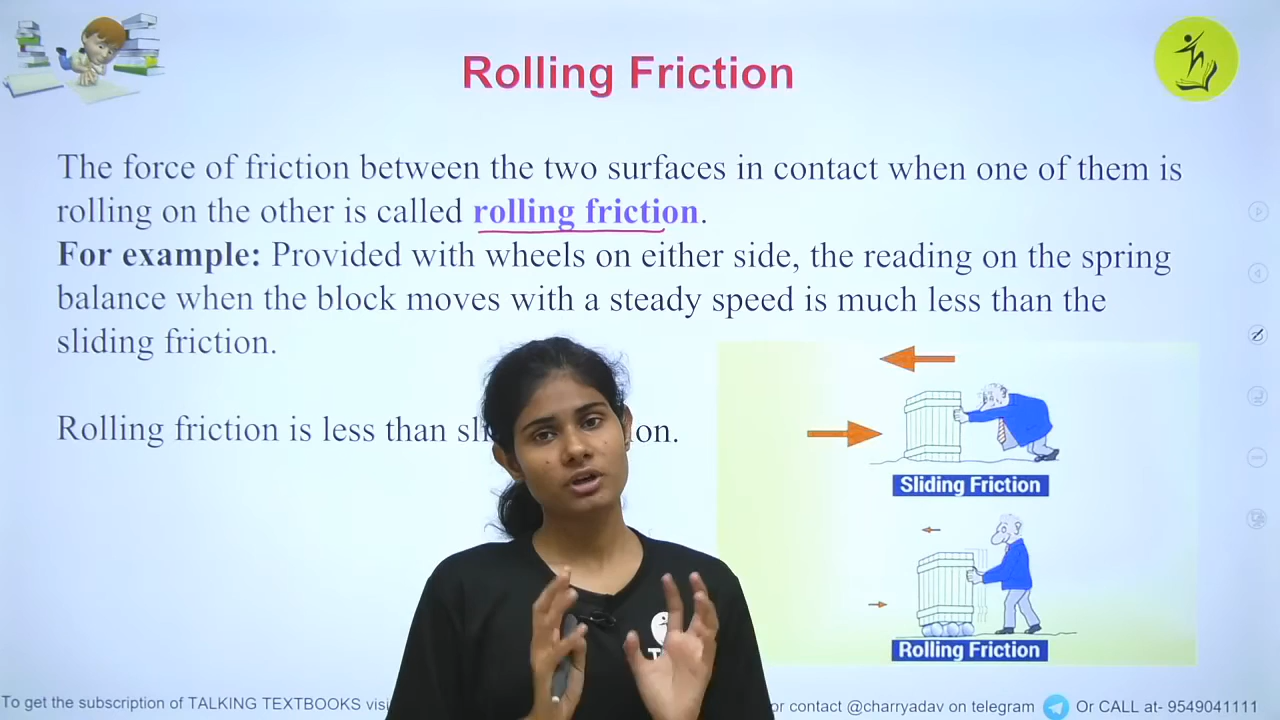 Rolling Friction
The force of friction between the two surfaces in contact when one of them is
rolling on the other is called rolling friction.
For example: Provided with wheels on either side, the reading on the spring
balance when the block moves with a steady speed is much less than the
sliding friction.
Rolling friction is less than
Sliding Friction
Rolling Friction
To get the subscription of TALKING TEXTBOOKS
contact @charryadav on telegram Or CALL at- 9549041111